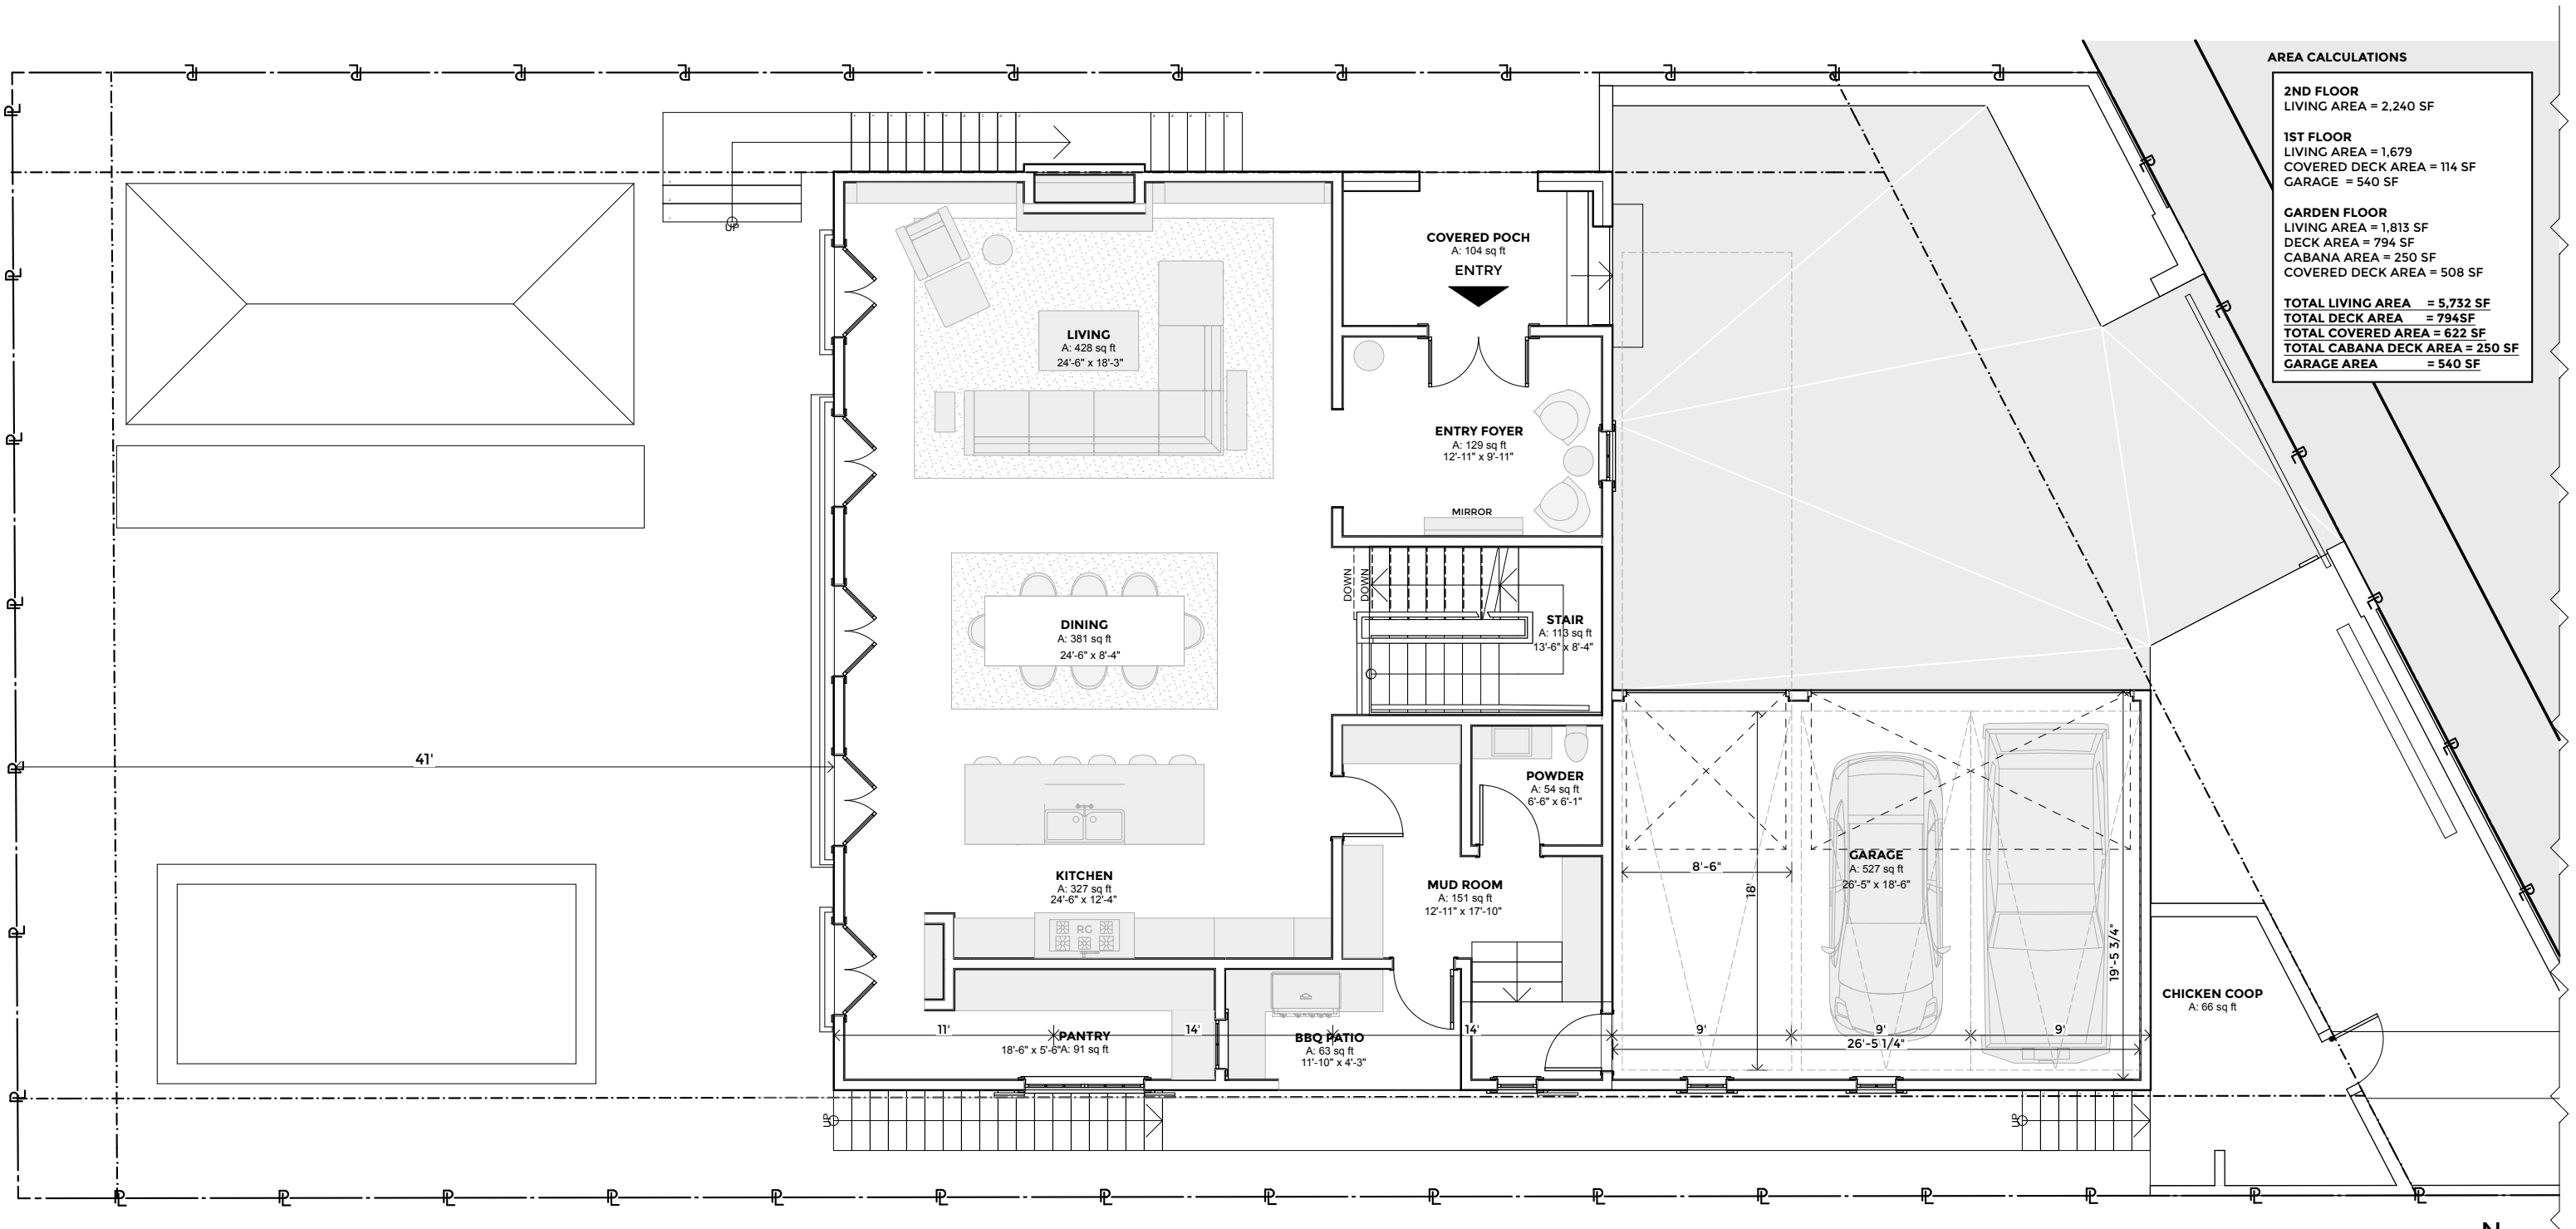 AREA CALCULATIONS
2ND FLOOR
LIVING AREA = 2,240 SF
1ST FLOOR
LIVING AREA = 1,679
COVERED DECK AREA = 114 SF
GARAGE = 540 SF
GARDEN FLOOR
LIVING AREA = 1,813 SF
DECK AREA = 794 SF
CABANA AREA = 250 SF
COVERED DECK AREA = 508 SF
TOTAL LIVING AREA = 5,732 SF
TOTAL DECK AREA = 794SF
TOTAL COVERED AREA = 622 SF
TOTAL CABANA DECK AREA = 250 SF
GARAGE AREA = 540 SF
UP
COVERED POCH
A: 104 sq ft
ENTRY
LIVING
A: 428 sq ft
24'-6" x 18'-3"
ENTRY FOYER
A: 129 sq ft
12'-11" x 9'-11"
MIRROR
DOWN
DOWN
STAIR
A: 113 sq ft
13'-6" x 8'-4"
DINING
A: 381 sq ft
24'-6" x 8'-4"
41'
POWDER
A: 54 sq ft
6'-6" x 6'-1"
KITCHEN
A: 327 sq ft
24'-6" x 12'-4"
RG
MUD ROOM
A: 151 sq ft
12'-11" x 17'-10"
8'-6"
18'
GARAGE
A: 527 sq ft
26'-5" x 18'-6"
19'-5 3/4"
CHICKEN COOP
A: 66 sq ft
11'
14'
14'
9'
9'
9'
26'-5 1/4"
PANTRY
18'-6" x 5'-6"
A: 91 sq ft
BBQ PATIO
A: 63 sq ft
11'-10" x 4'-3"
UP
UP
PL